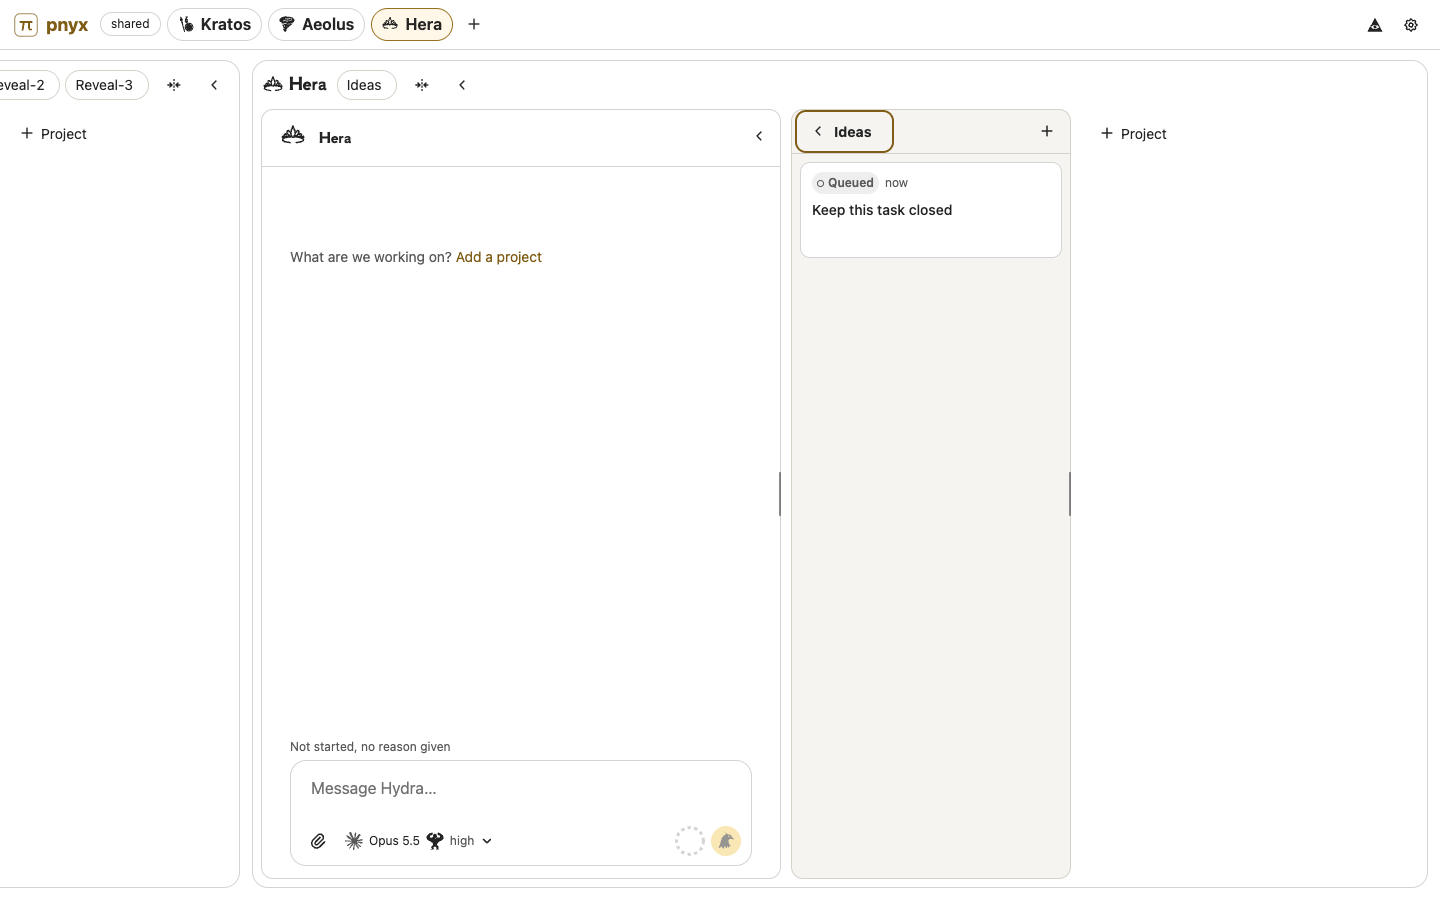 pnyx
shared
Kratos
Aeolus
Hera
eveal-2
Reveal-3
Project
Hera
Ideas
Hera
What are we working on? Add a project
Not started, no reason given
Message Hydra...
Opus 5.5
high
Ideas
Queued
now
Keep this task closed
Project